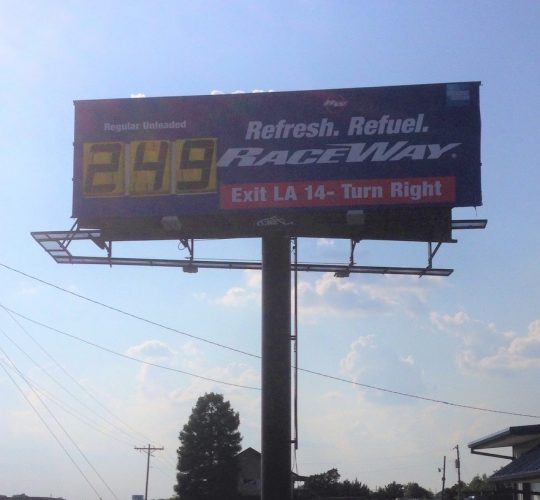 Regular Unleaded
249
Refresh. Refuel.
RACEWAY
Exit LA 14- Turn Right